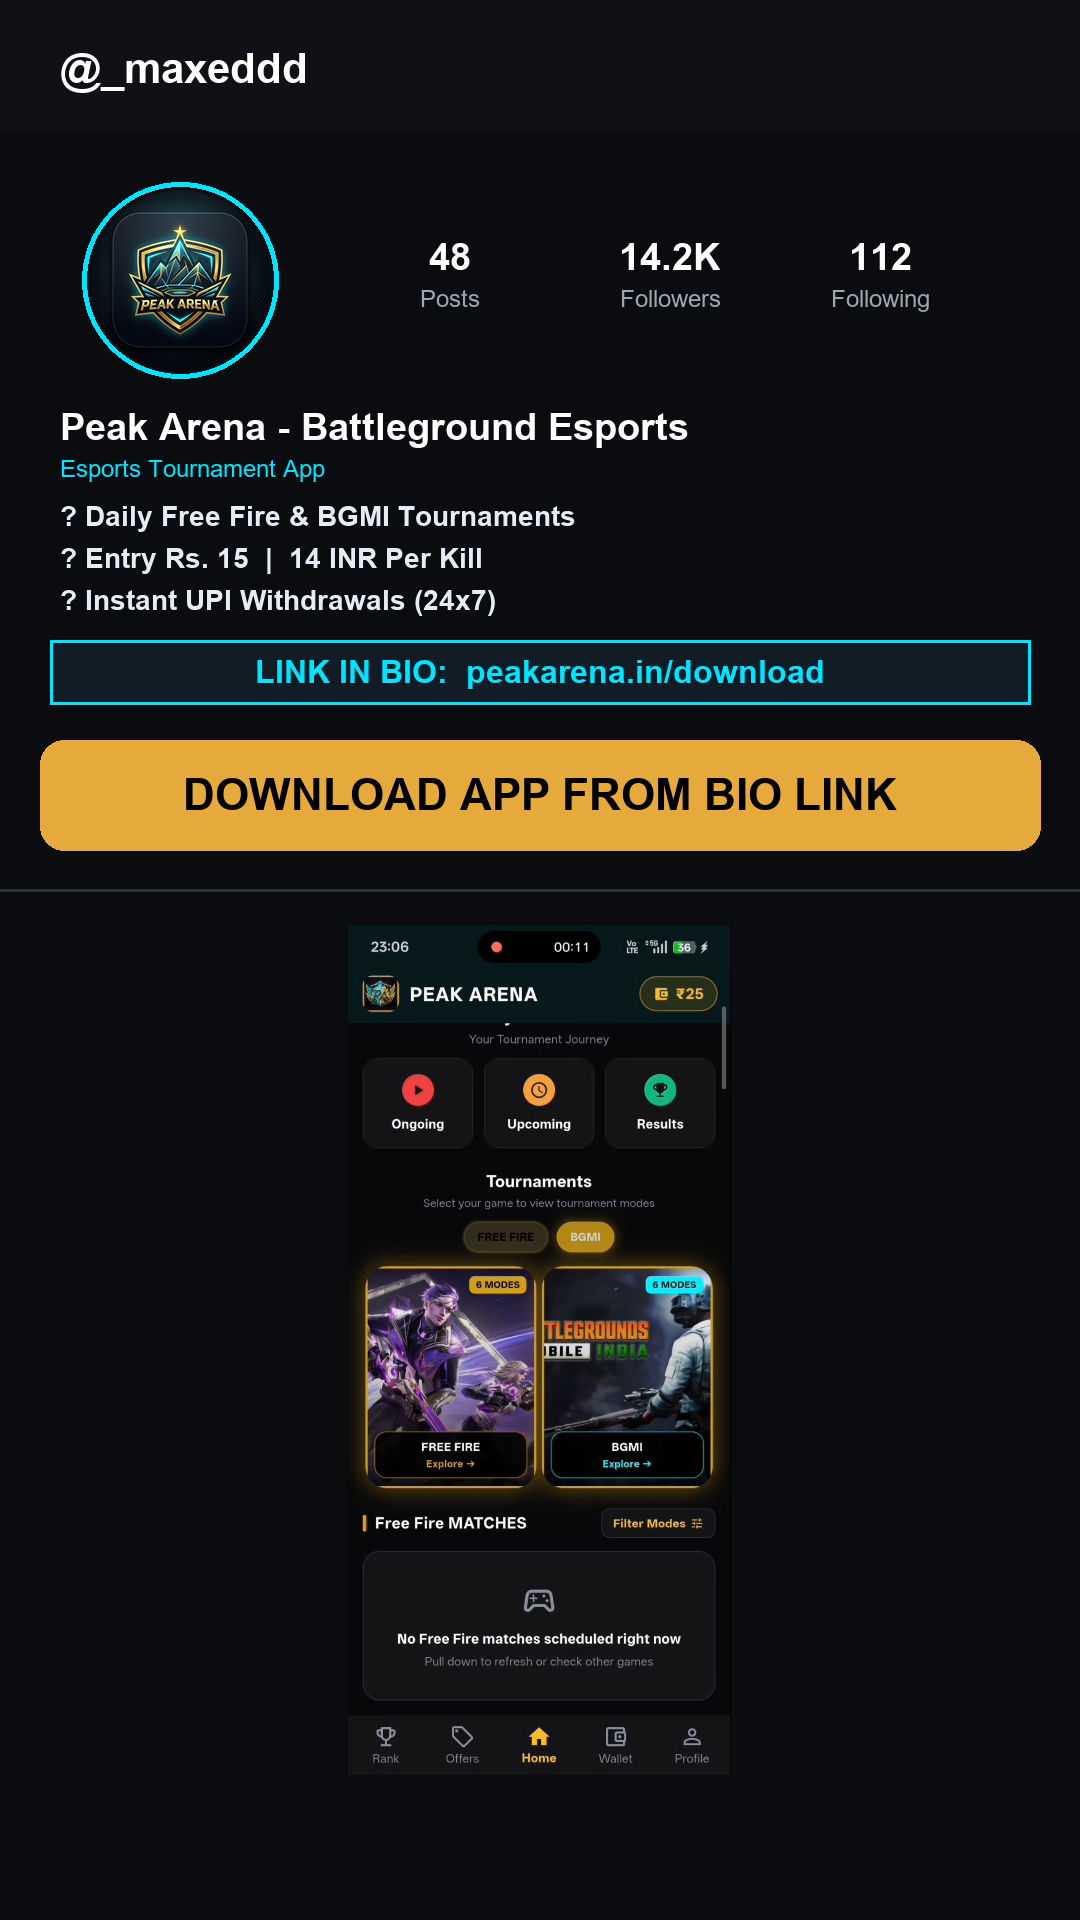 @_maxeddd
PEAK ARENA
48
Posts
14.2K
Followers
112
Following
Peak Arena - Battleground Esports
Esports Tournament App
? Daily Free Fire & BGMI Tournaments
? Entry Rs. 15 | 14 INR Per Kill
? Instant UPI Withdrawals (24x7)
LINK IN BIO: peakarena.in/download
DOWNLOAD APP FROM BIO LINK
23:06
00:11
Vo LTE
5G
36
PEAK ARENA
₹25
Your Tournament Journey
Ongoing
Upcoming
Results
Tournaments
Select your game to view tournament modes
FREE FIRE
BGMI
6 MODES
6 MODES
TLEGROUNDS
BILE INDIA
FREE FIRE
Explore →
BGMI
Explore →
Free Fire MATCHES
Filter Modes
No Free Fire matches scheduled right now
Pull down to refresh or check other games
Rank
Offers
Home
Wallet
Profile